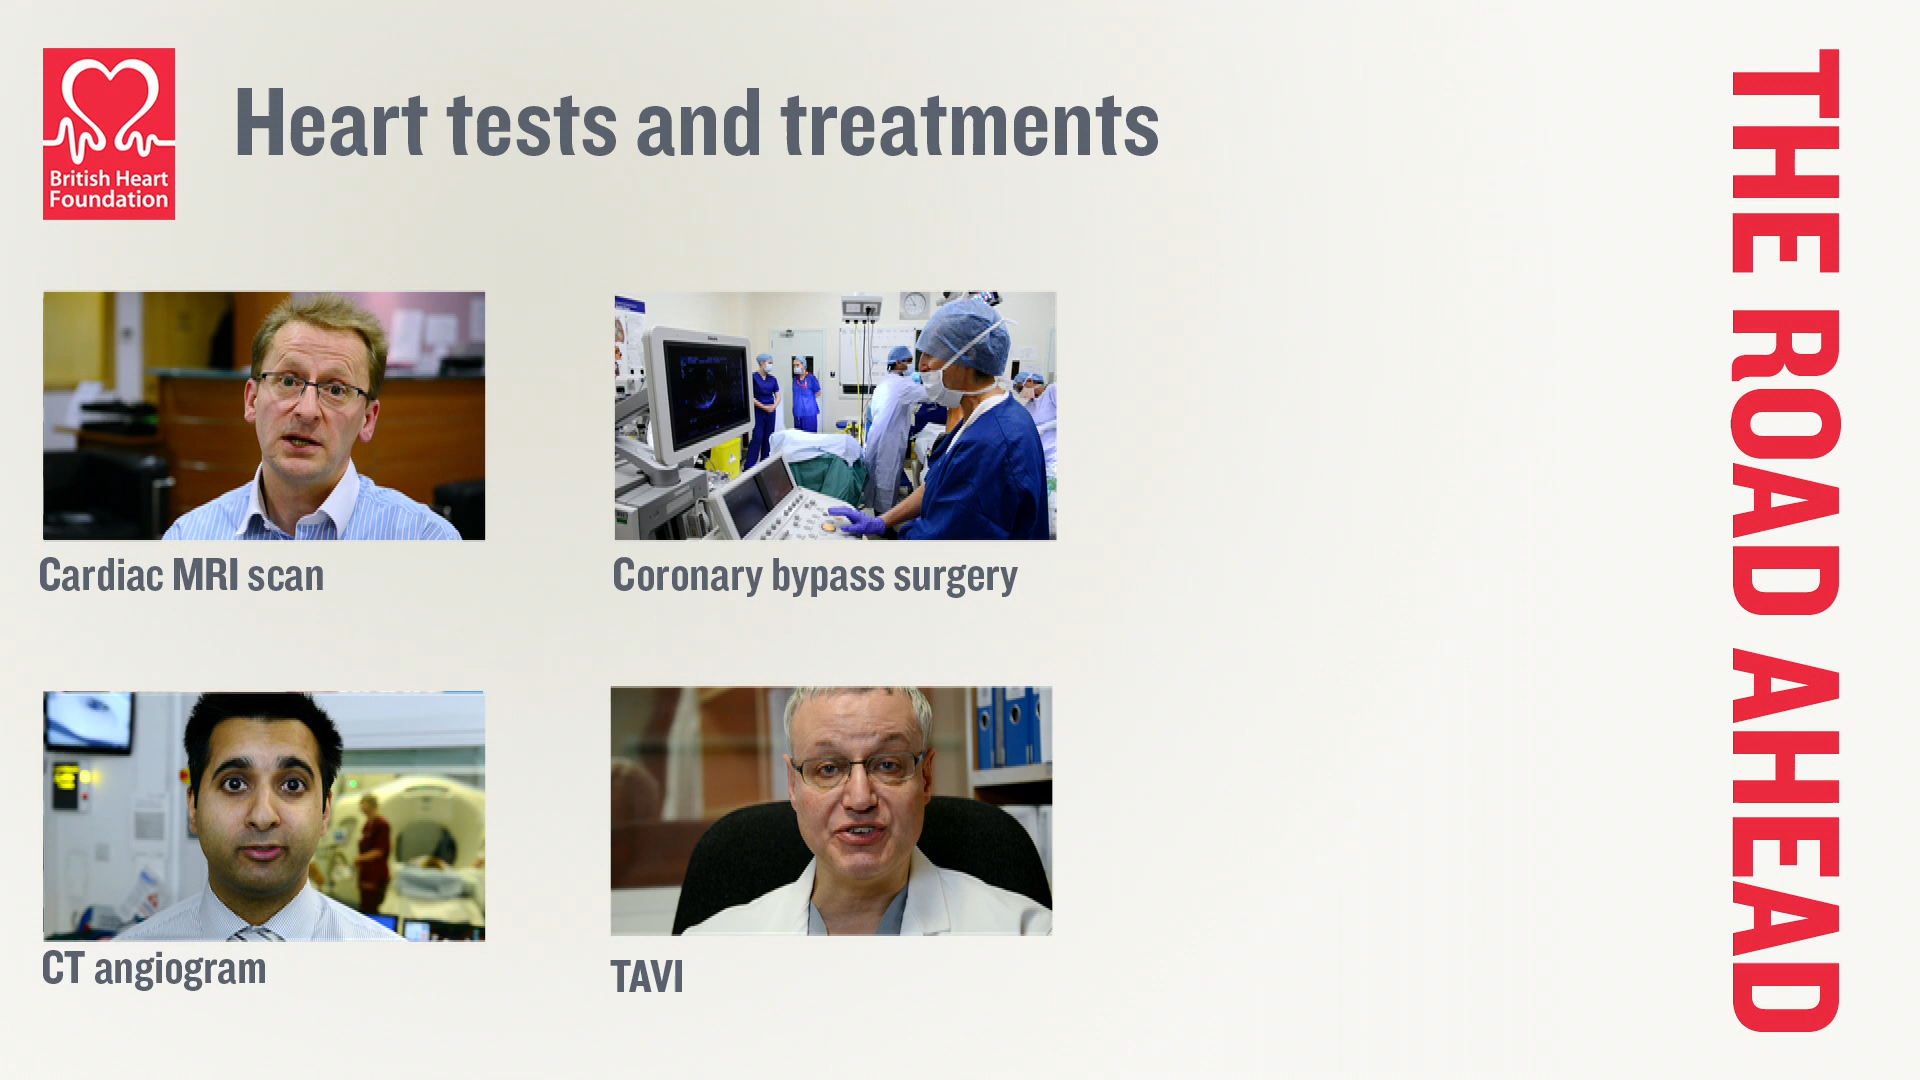 British Heart
Foundation
Heart tests and treatments
Cardiac MRI scan
Coronary bypass surgery
CT angiogram
TAVI
THE ROAD AHEAD